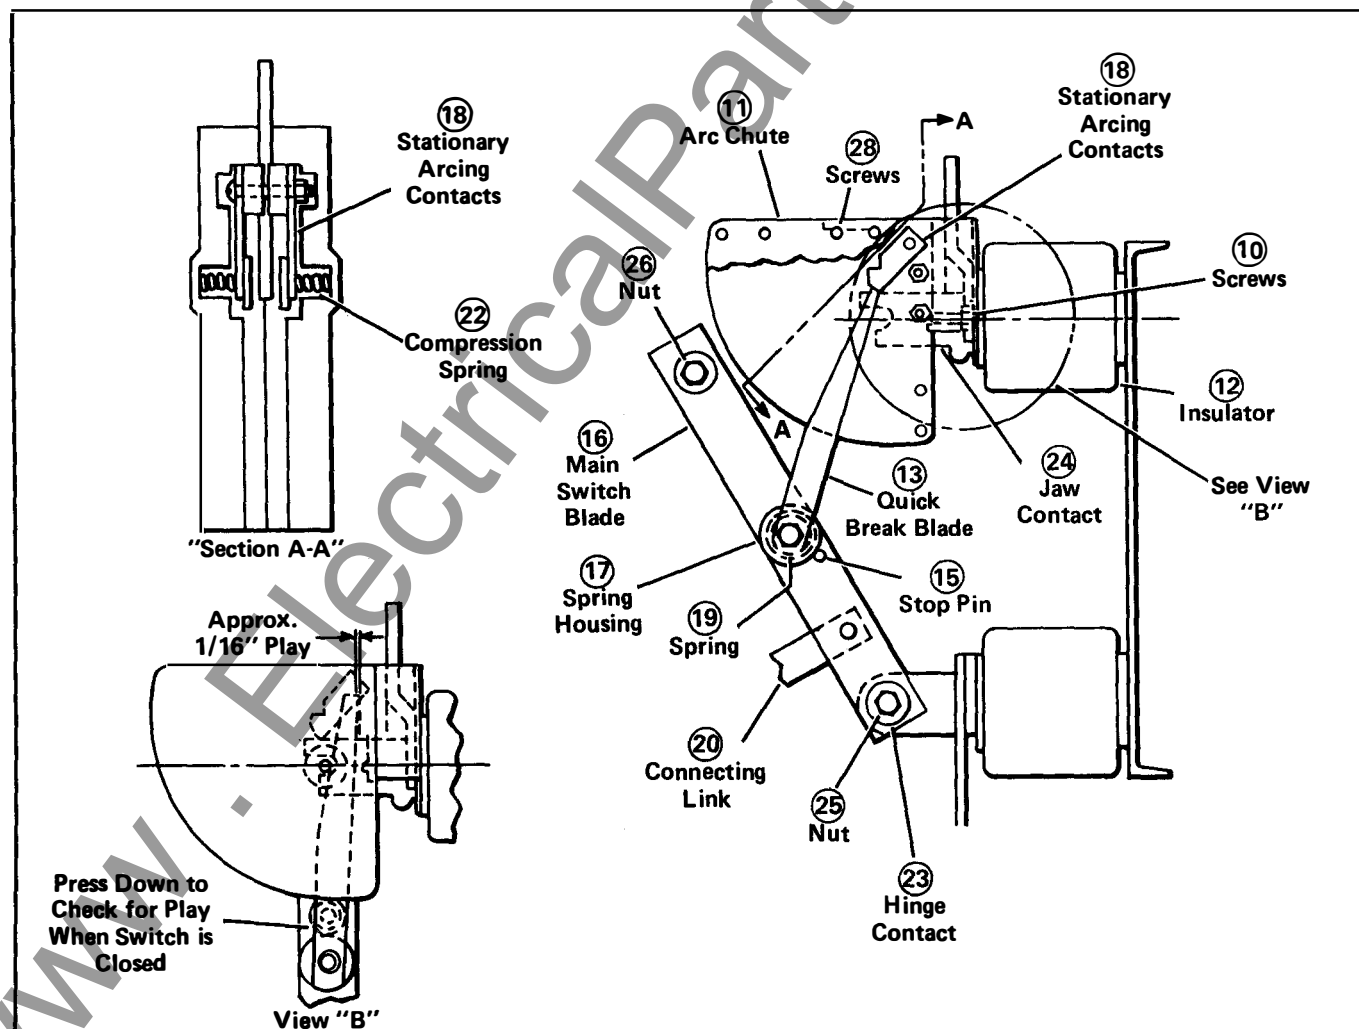 18
Stationary
Arcing
Contacts
22
Compression
Spring
"Section A-A"
11
Arc Chute
28
Screws
A
18
Stationary
Arcing
Contacts
26
Nut
10
Screws
12
Insulator
See View
"B"
A
16
Main
Switch
Blade
13
Quick
Break Blade
24
Jaw
Contact
17
Spring
Housing
19
Spring
15
Stop Pin
20
Connecting
Link
25
Nut
23
Hinge
Contact
Approx.
1/16" Play
Press Down to
Check for Play
When Switch is
Closed
View "B"
www . ElectricalPart